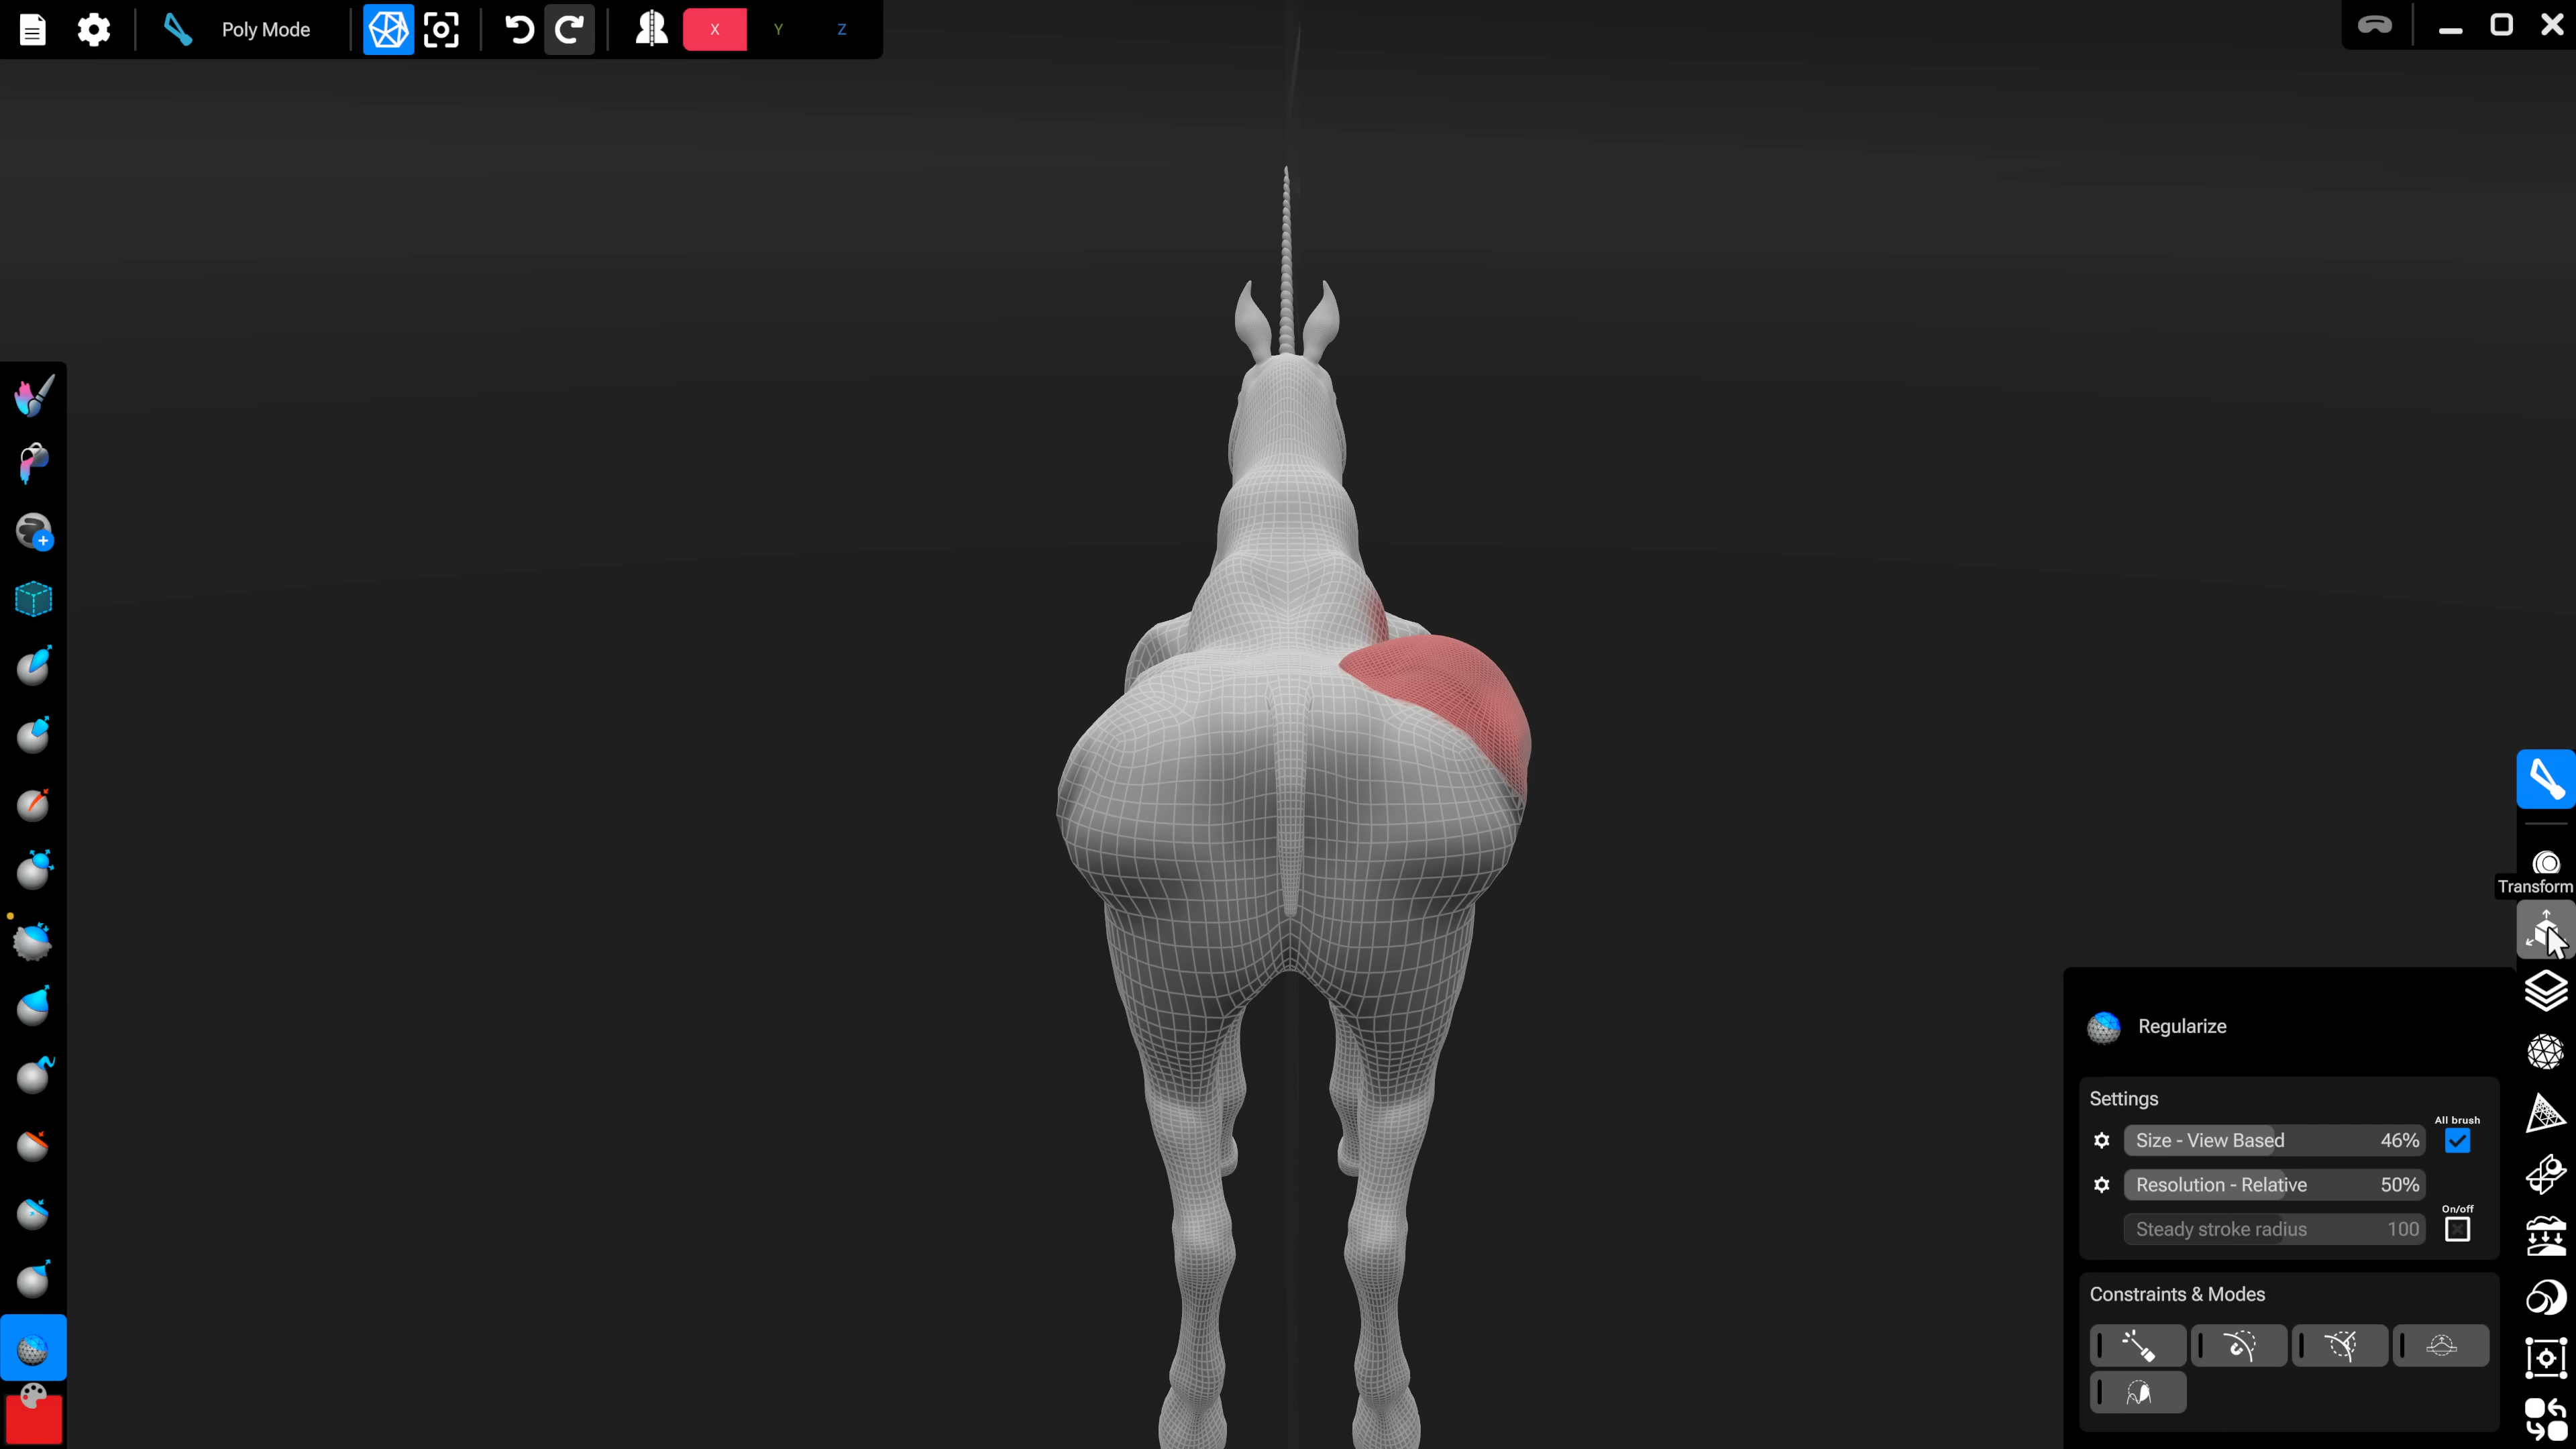 Poly Mode
X
Y
Z
Transform
Regularize
Settings
All brush
Size - View Based 46%
Resolution - Relative 50%
On/off
Steady stroke radius 100
Constraints & Modes